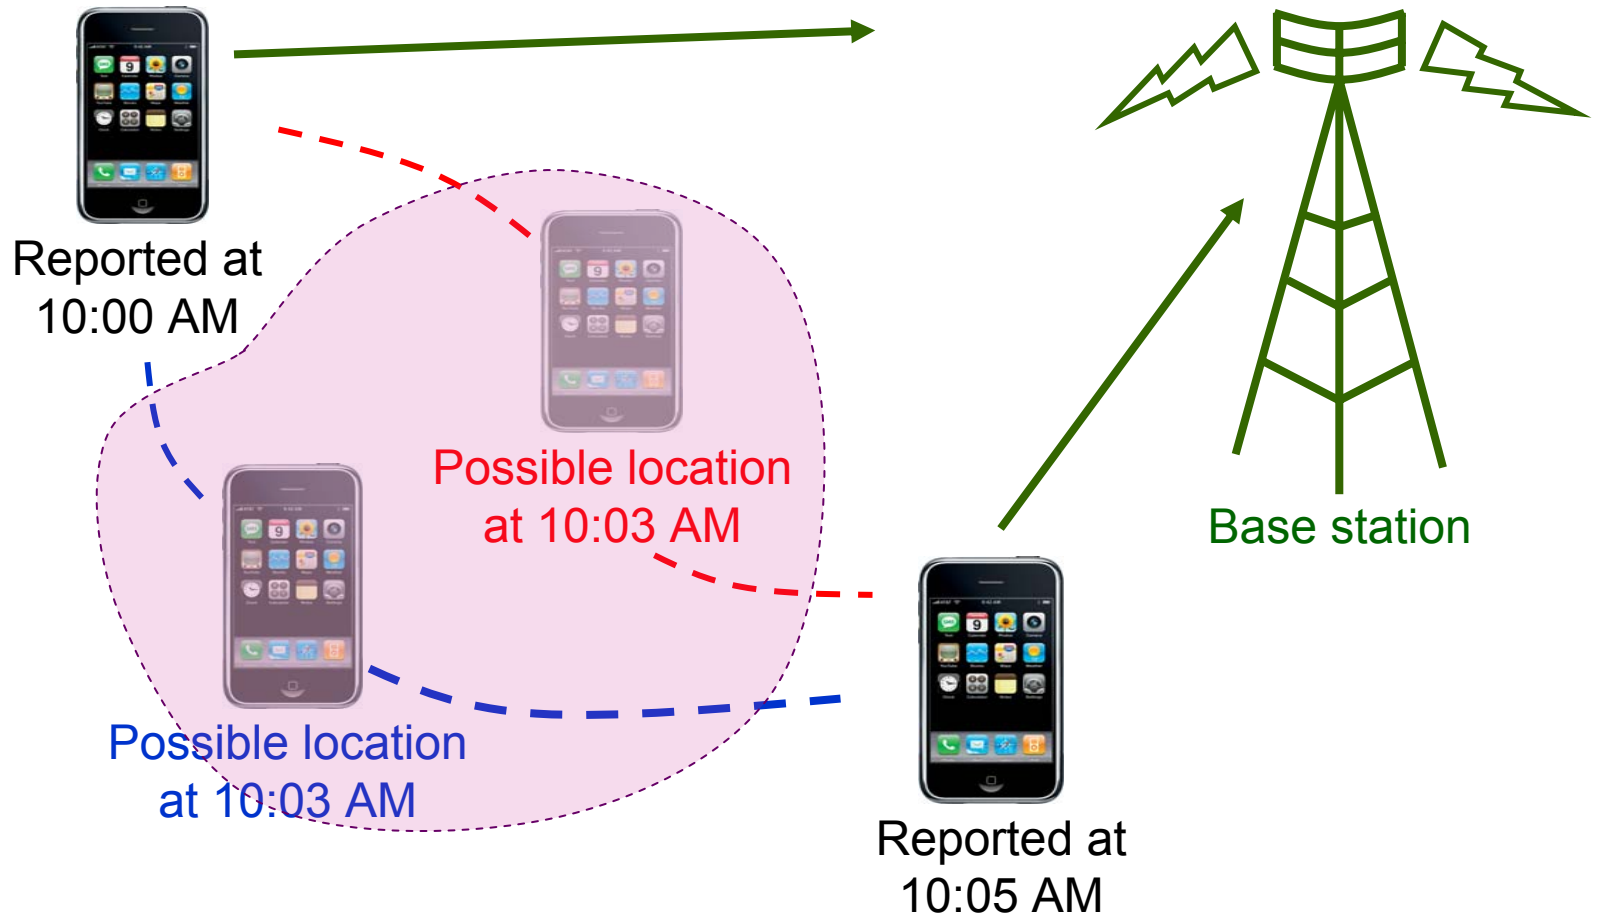 Reported at
10:00 AM
Possible location
at 10:03 AM
Possible location
at 10:03 AM
Base station
Reported at
10:05 AM